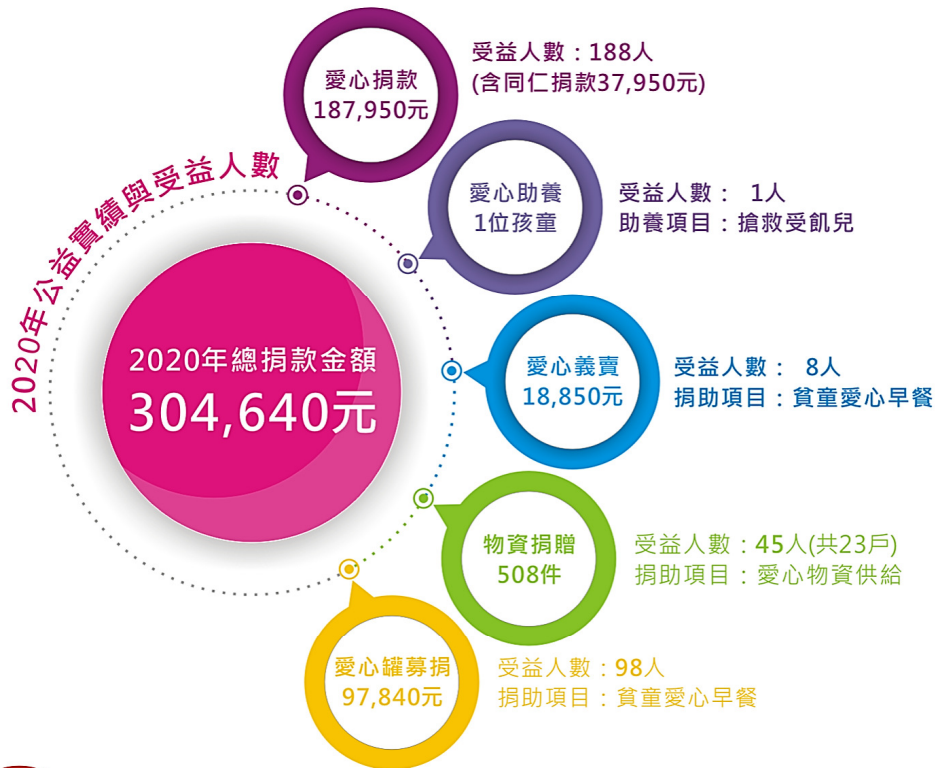 2020年公益實績與受益人數
2020年總捐款金額
304,640元
愛心捐款
187,950元
受益人數：188人
(含同仁捐款37,950元)
愛心助養
1位孩童
受益人數： 1人
助養項目：搶救受飢兒
愛心義賣
18,850元
受益人數： 8人
捐助項目：貧童愛心早餐
物資捐贈
508件
受益人數：45人(共23戶)
捐助項目：愛心物資供給
愛心罐募捐
97,840元
受益人數：98人
捐助項目：貧童愛心早餐